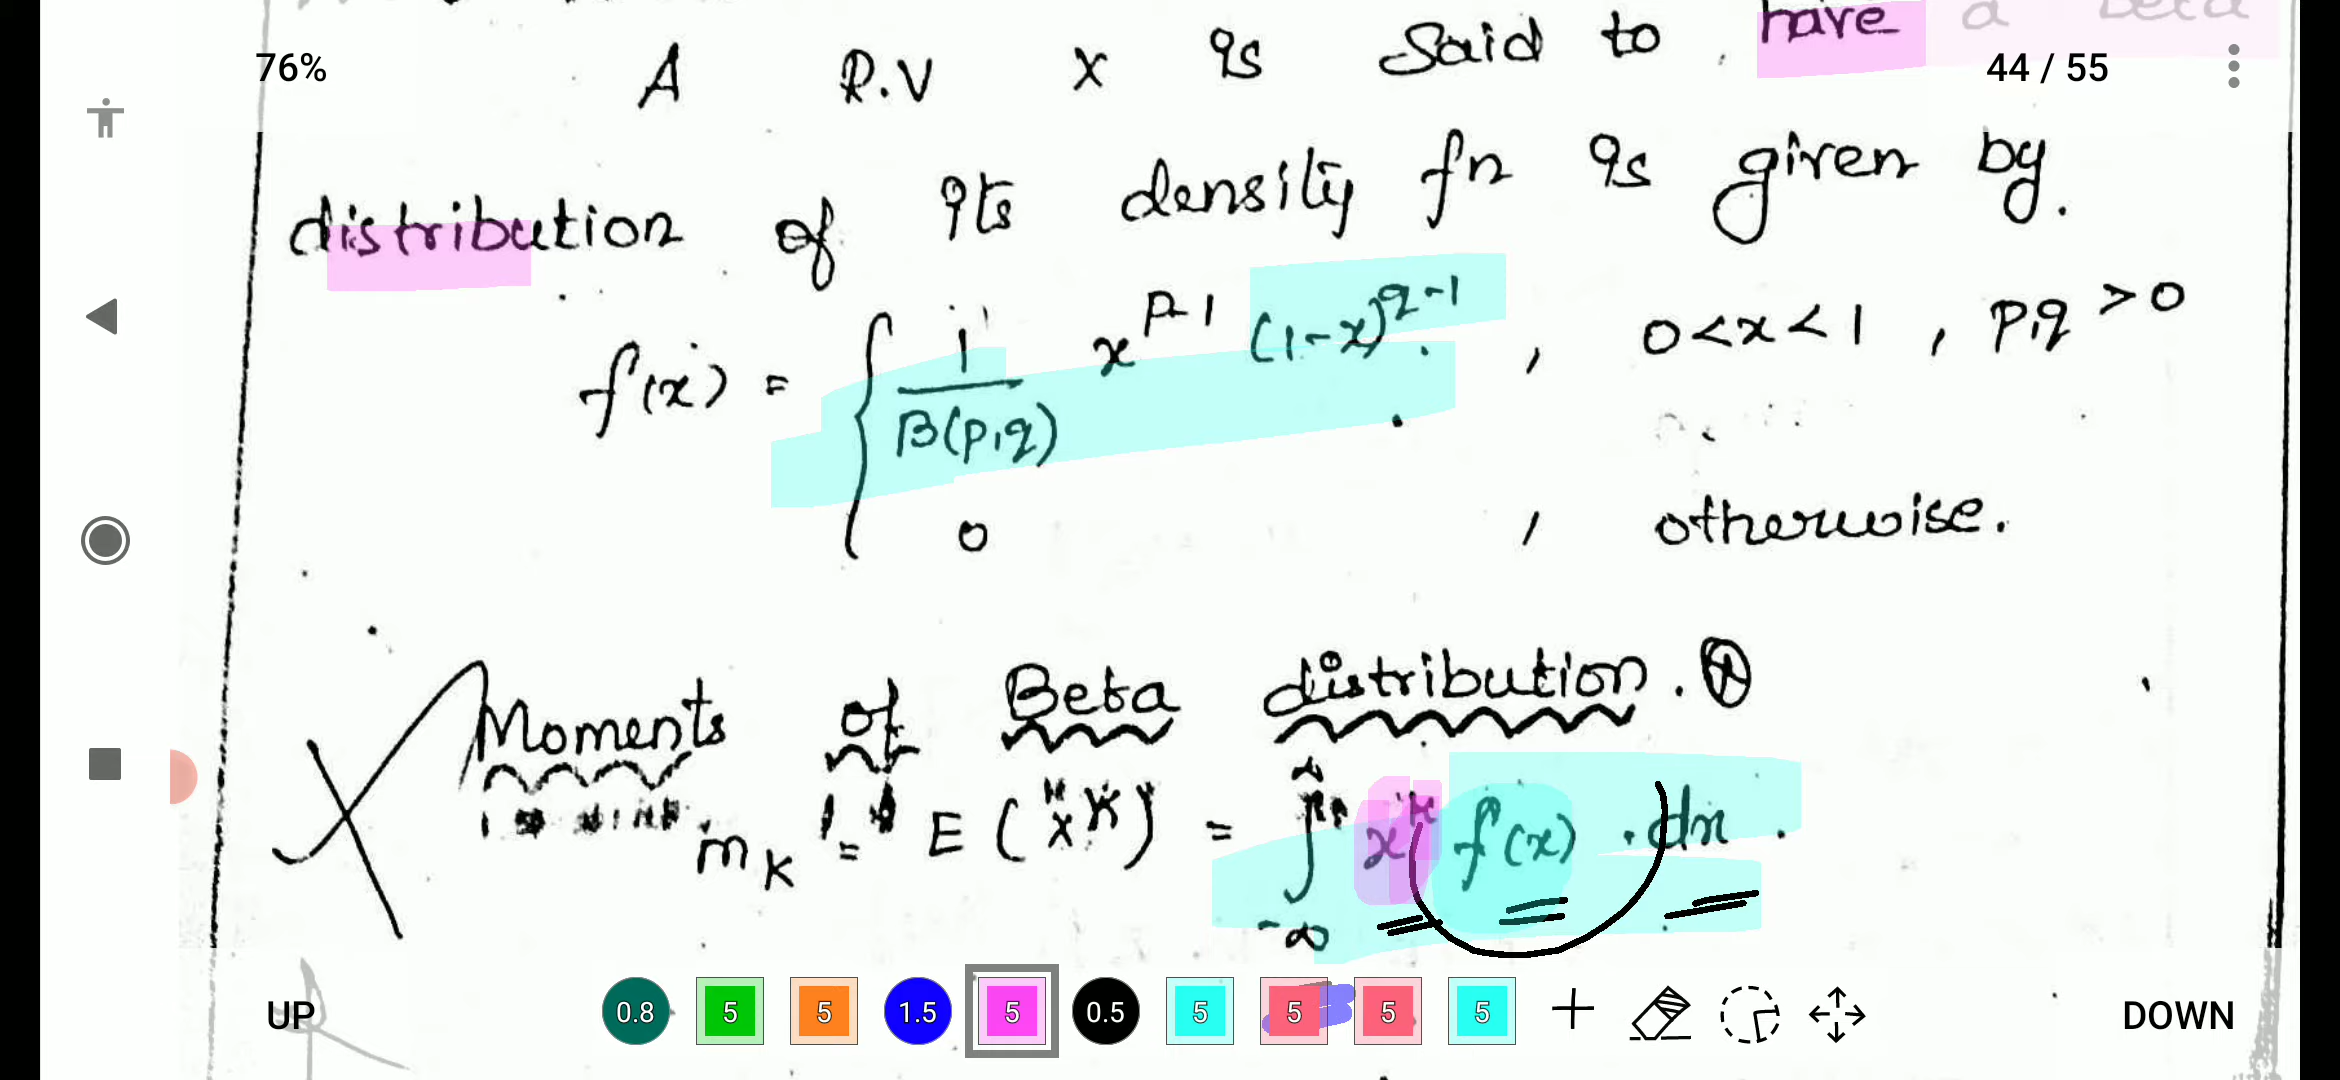 A R.V X is Said to have a Beta
76%
44 / 55
distribution of its density fn is given by.
f(x) = { 1/β(p,q) x^{p-1} (1-x)^{q-1} , 0<x<1 , p,q >0
0 , otherwise.
Moments of Beta distribution.
m_k = E(x^k) = ∫_{-∞}^{∞} x^k f(x) . dx .
UP 0.8 5 5 1.5 5 0.5 5 5 5 5 DOWN